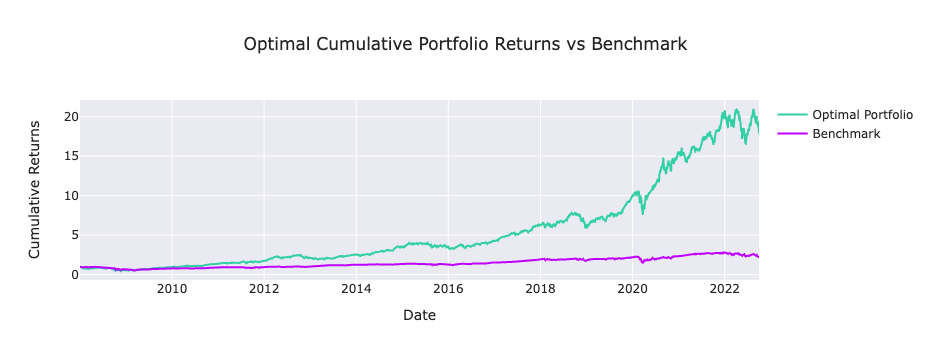 Optimal Cumulative Portfolio Returns vs Benchmark
Cumulative Returns
20
15
10
5
0
2010 2012 2014 2016 2018 2020 2022
Date
Optimal Portfolio
Benchmark